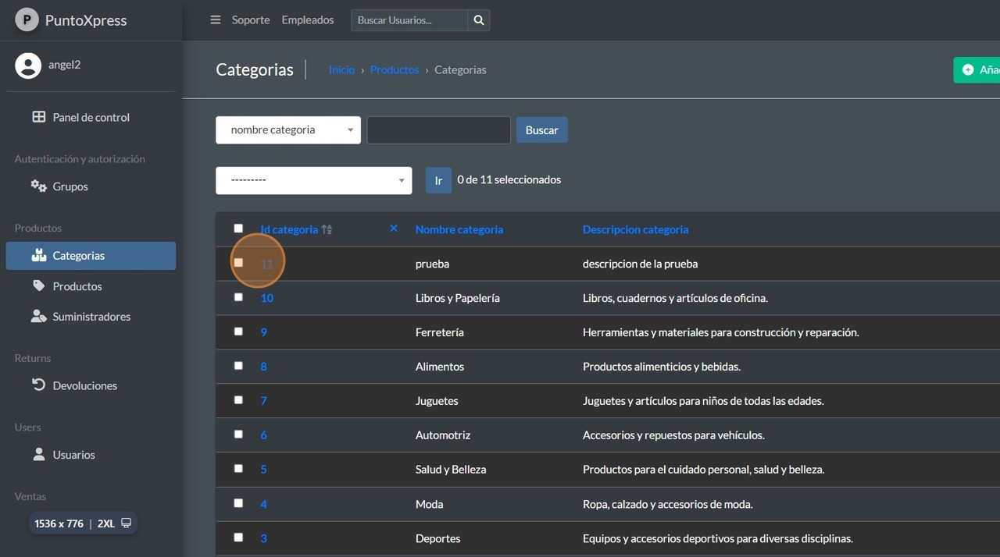 P PuntoXpress
Soporte Empleados Buscar Usuarios...
angel2
Categorias Inicio › Productos › Categorias
Panel de control
Autenticación y autorización
Grupos
Productos
Categorias
Productos
Suministradores
Returns
Devoluciones
Users
Usuarios
Ventas
1536 x 776 | 2XL
nombre categoria Buscar
--------- Ir 0 de 11 seleccionados
Id categoria Nombre categoria Descripcion categoria
11 prueba descripcion de la prueba
10 Libros y Papelería Libros, cuadernos y artículos de oficina.
9 Ferretería Herramientas y materiales para construcción y reparación.
8 Alimentos Productos alimenticios y bebidas.
7 Juguetes Juguetes y artículos para niños de todas las edades.
6 Automotriz Accesorios y repuestos para vehículos.
5 Salud y Belleza Productos para el cuidado personal, salud y belleza.
4 Moda Ropa, calzado y accesorios de moda.
3 Deportes Equipos y accesorios deportivos para diversas disciplinas.